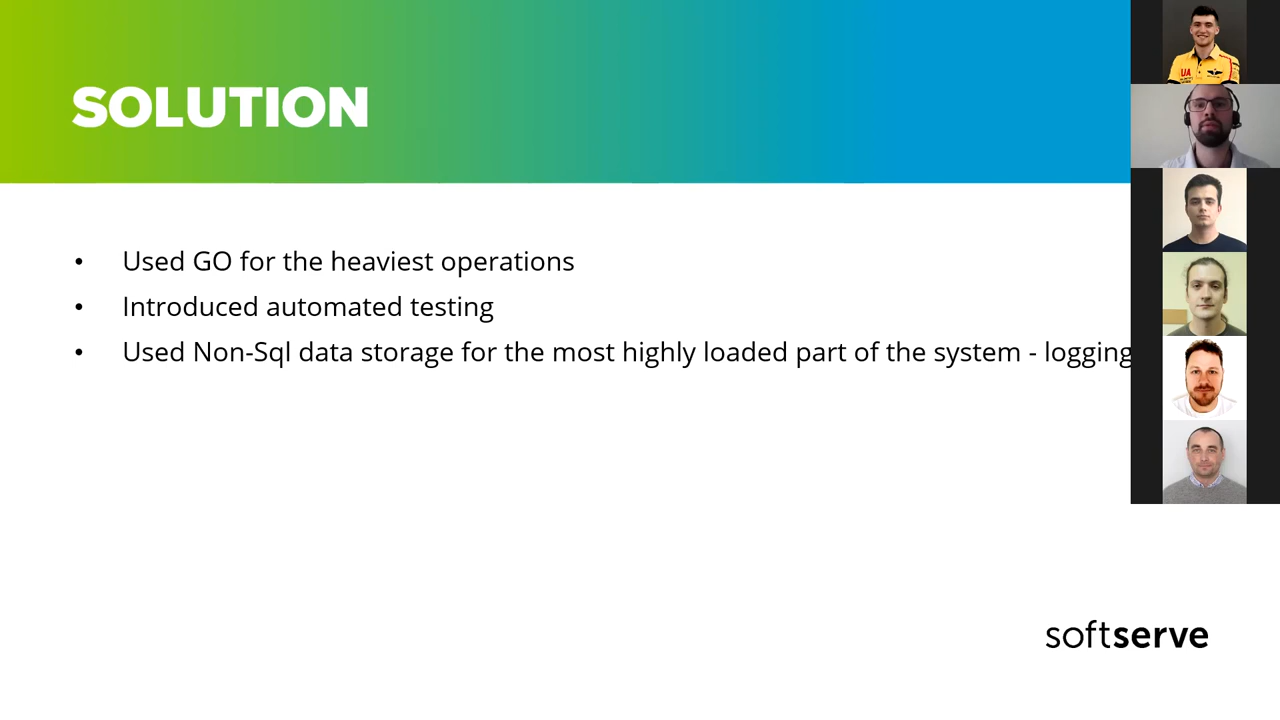 SOLUTION
• Used GO for the heaviest operations
• Introduced automated testing
• Used Non-Sql data storage for the most highly loaded part of the system - logging
UA
softserve